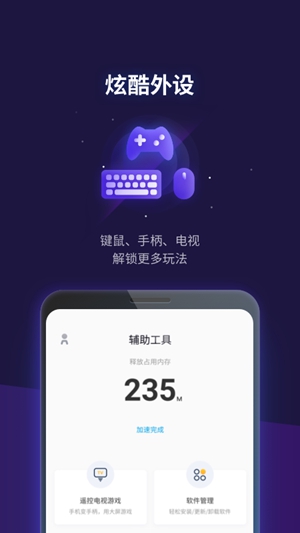 炫酷外设
键鼠、手柄、电视
解锁更多玩法
辅助工具
释放占用内存
235M
加速完成
遥控电视游戏
手机至手柄，用大屏游戏
软件管理
轻松安装/更新/卸载软件